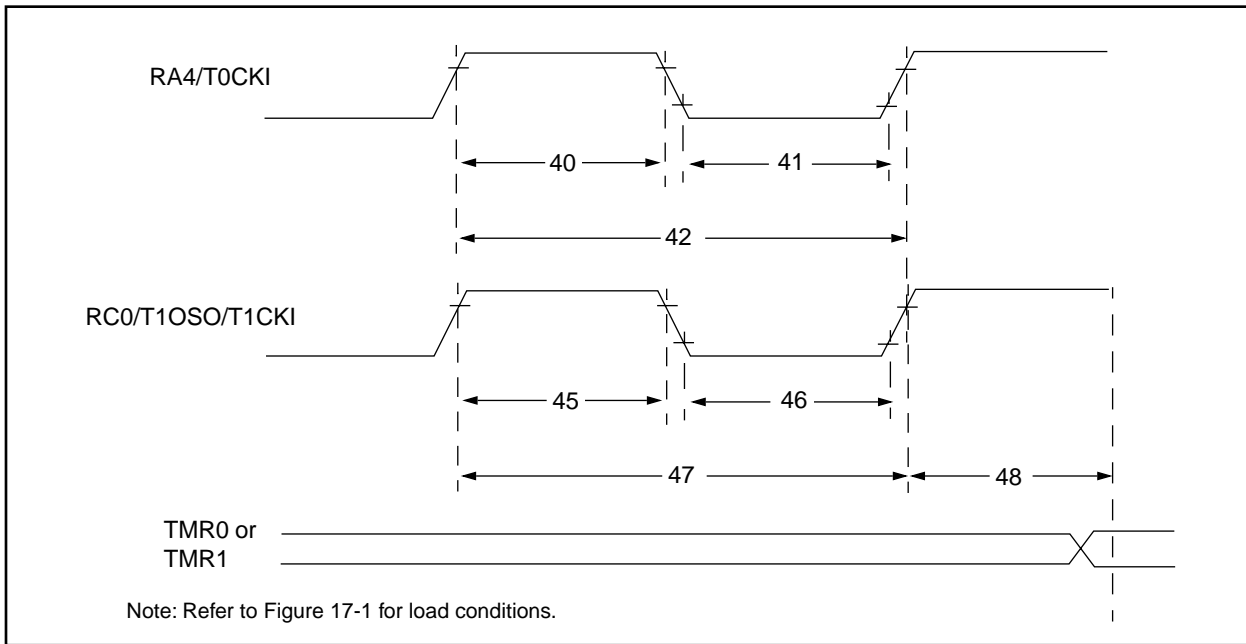 RA4/T0CKI
40
41
42
RC0/T1OSO/T1CKI
45
46
47
48
TMR0 or
TMR1
Note: Refer to Figure 17-1 for load conditions.